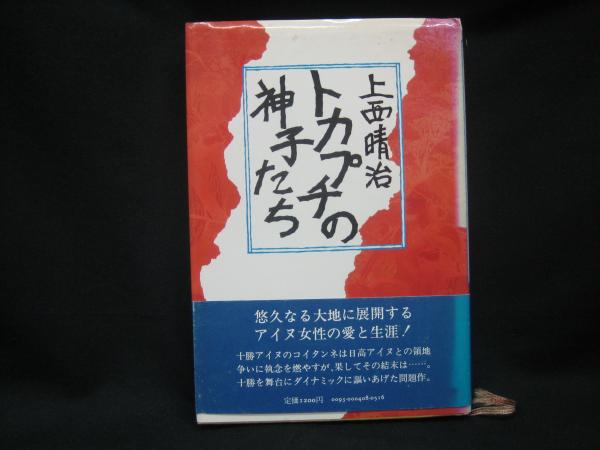 上西晴治
トカプチの
神子たち
悠久なる大地に展開する
アイヌ女性の愛と生涯!
十勝アイヌのコイタンネは日高アイヌとの領地
争いに執念を燃やすが、果してその結末は……。
十勝を舞台にダイナミックに謳いあげた問題作。
定価1200円 0093-000408-0516